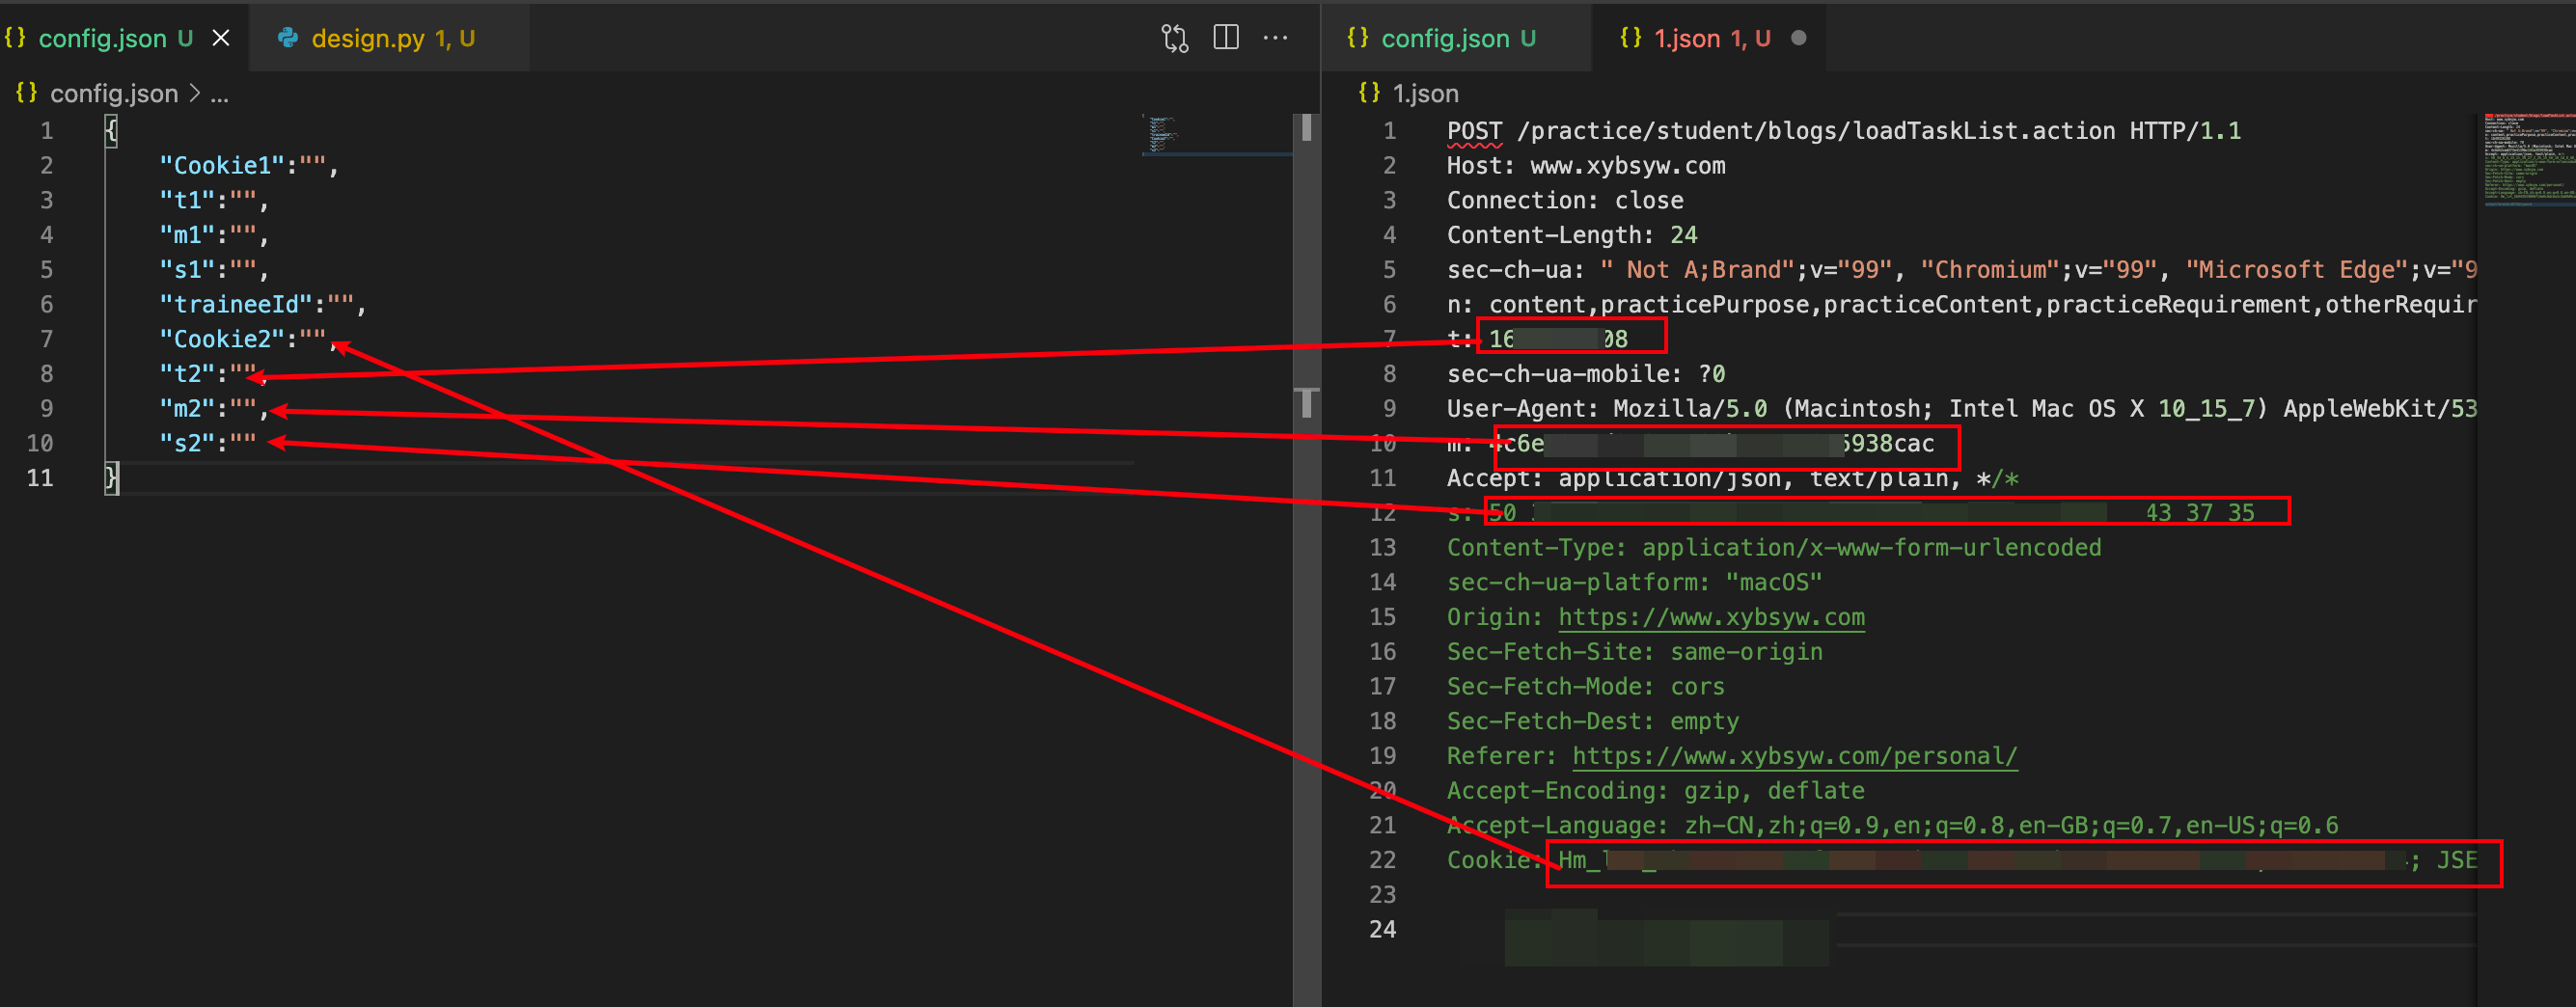 config.json U
design.py 1, U
config.json > ...
1 {
2 "Cookie1":"",
3 "t1":"",
4 "m1":"",
5 "s1":"",
6 "traineeId":"",
7 "Cookie2":"",
8 "t2":"",
9 "m2":"",
10 "s2":""
11 }
config.json U
1.json 1, U
1.json
1 POST /practice/student/blogs/loadTaskList.action HTTP/1.1
2 Host: www.xybsyw.com
3 Connection: close
4 Content-Length: 24
5 sec-ch-ua: " Not A;Brand";v="99", "Chromium";v="99", "Microsoft Edge";v="9
6 n: content,practicePurpose,practiceContent,practiceRequirement,otherRequir
7 t: 16 08
8 sec-ch-ua-mobile: ?0
9 User-Agent: Mozilla/5.0 (Macintosh; Intel Mac OS X 10_15_7) AppleWebKit/53
10 m: 4c6e 6938cac
11 Accept: application/json, text/plain, */*
12 s: 50 43 37 35
13 Content-Type: application/x-www-form-urlencoded
14 sec-ch-ua-platform: "macOS"
15 Origin: https://www.xybsyw.com
16 Sec-Fetch-Site: same-origin
17 Sec-Fetch-Mode: cors
18 Sec-Fetch-Dest: empty
19 Referer: https://www.xybsyw.com/personal/
20 Accept-Encoding: gzip, deflate
21 Accept-Language: zh-CN,zh;q=0.9,en;q=0.8,en-GB;q=0.7,en-US;q=0.6
22 Cookie: Hm_ ; JSE
23
24